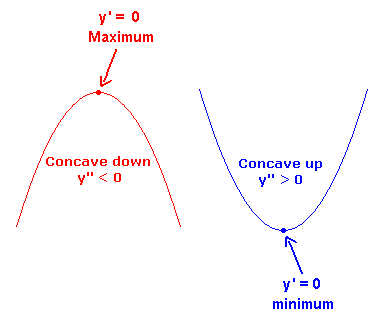 y' = 0
Maximum
Concave down
y'' < 0
Concave up
y'' > 0
y' = 0
minimum